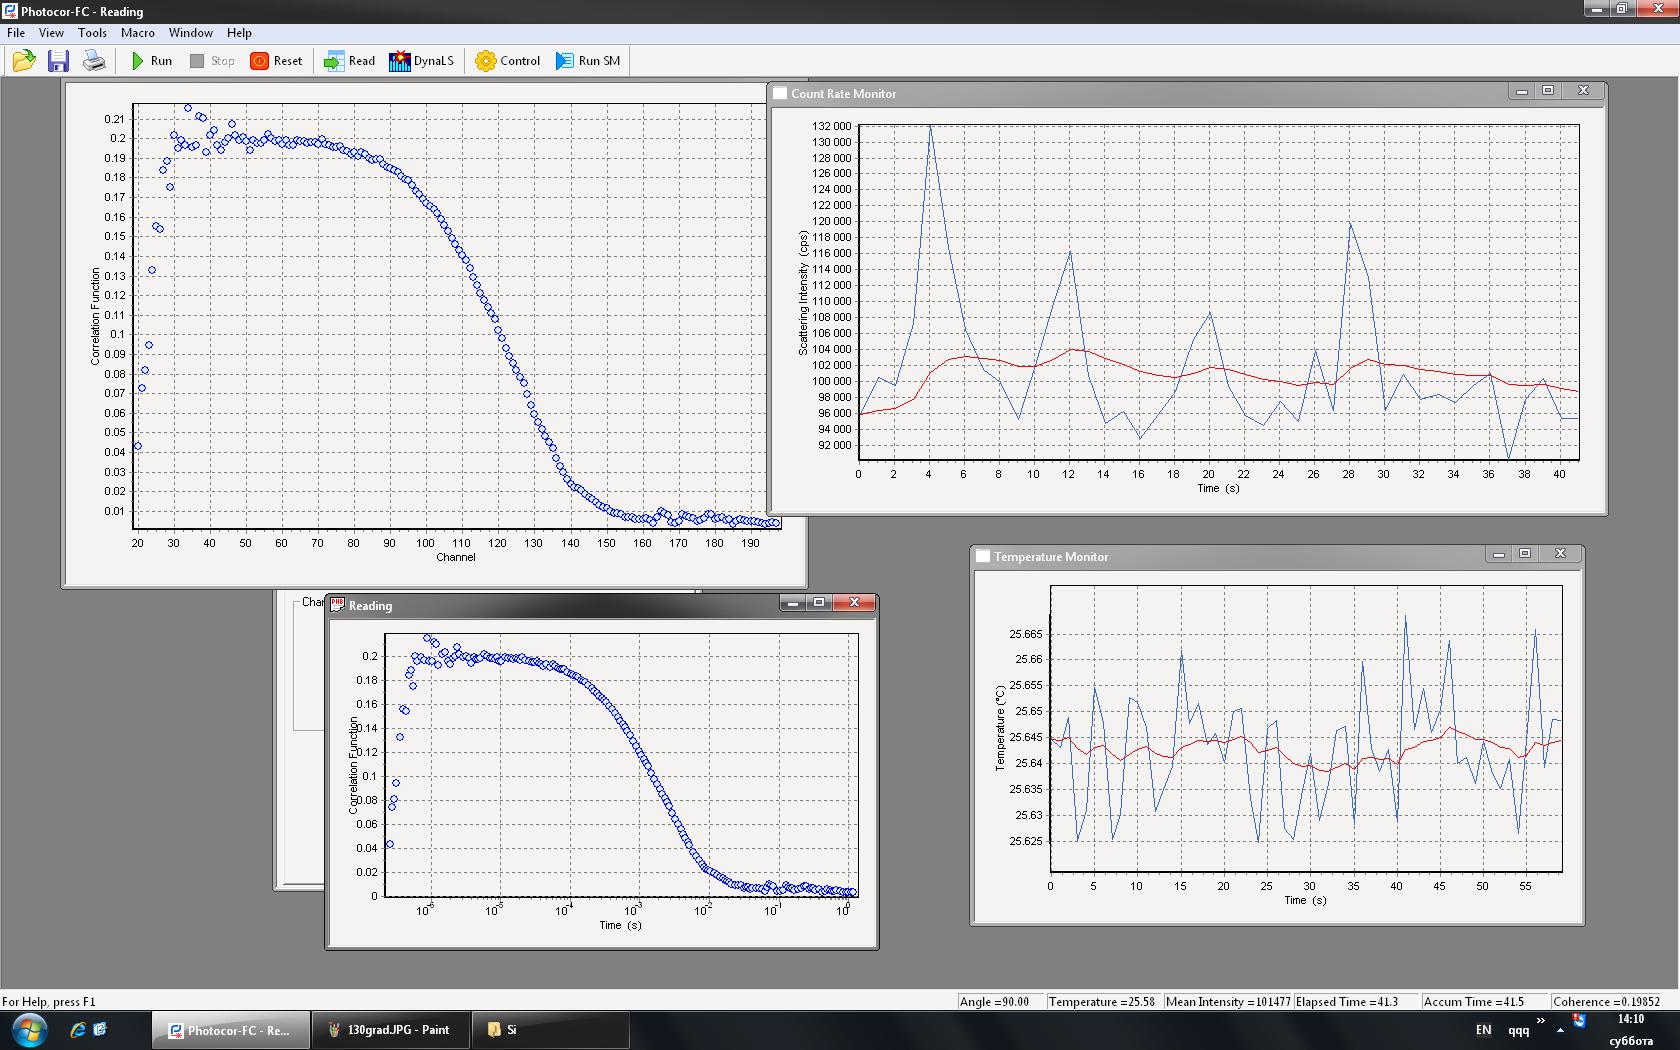 Photocor-FC - Reading
File View Tools Macro Window Help
Run Stop Reset Read DynaLS Control Run SM
0.21
0.2
0.19
0.18
0.17
0.16
0.15
0.14
0.13
0.12
0.11
0.1
0.09
0.08
0.07
0.06
0.05
0.04
0.03
0.02
0.01
Correlation Function
20 30 40 50 60 70 80 90 100 110 120 130 140 150 160 170 180 190
Channel
Count Rate Monitor
132 000
130 000
128 000
126 000
124 000
122 000
120 000
118 000
116 000
114 000
112 000
110 000
108 000
106 000
104 000
102 000
100 000
98 000
96 000
94 000
92 000
Scattering Intensity (cps)
0 2 4 6 8 10 12 14 16 18 20 22 24 26 28 30 32 34 36 38 40
Time (s)
Chan
Reading
0.2
0.18
0.16
0.14
0.12
0.1
0.08
0.06
0.04
0.02
0
Correlation Function
10-6 10-5 10-4 10-3 10-2 10-1 100
Time (s)
Temperature Monitor
25.665
25.66
25.655
25.65
25.645
25.64
25.635
25.63
25.625
Temperature (°C)
0 5 10 15 20 25 30 35 40 45 50 55
Time (s)
For Help, press F1
Angle =90.00 Temperature =25.58 Mean Intensity =101477 Elapsed Time =41.3 Accum Time =41.5 Coherence =0.19852
Photocor-FC - Re... 130grad.JPG - Paint Si
EN qqq » 14:10
суббота